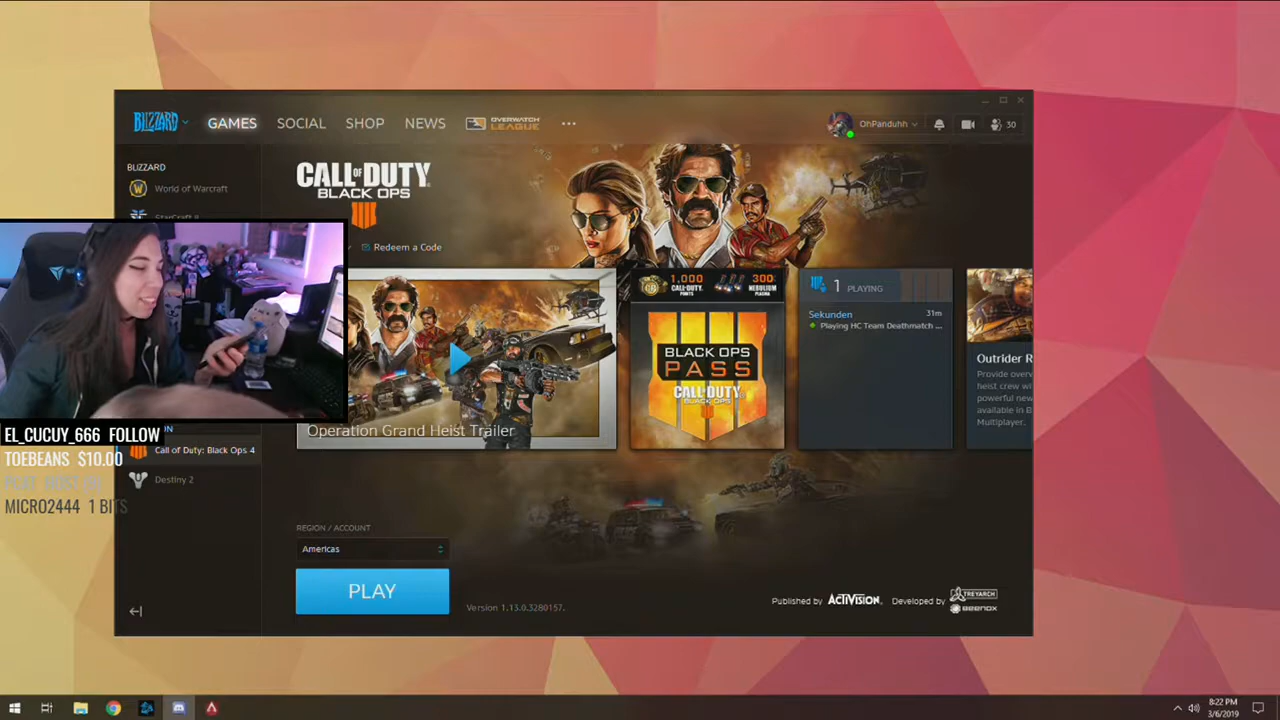 BLIZZARD
GAMES
SOCIAL
SHOP
NEWS
OVERWATCH
LEAGUE
OhPanduhh
30
BLIZZARD
World of Warcraft
CALL OF DUTY
BLACK OPS
IIII
Redeem a Code
1,000
CALL OF DUTY
POINTS
300
NEBULIUM
PLASMA
BLACK OPS
PASS
CALL OF DUTY
BLACK OPS
1 PLAYING
Sekunden 31m
Playing HC Team Deathmatch ...
Operation Grand Heist Trailer
Outrider R
Provide over
heist crew wi
powerful new
available in B
Multiplayer.
EL_CUCUY_666 FOLLOW
TOEBEANS $10.00
MICRO2444 1 BITS
Call of Duty: Black Ops 4
Destiny 2
REGION / ACCOUNT
Americas
PLAY
Version 1.13.0.3280157.
Published by ACTIVISION.
Developed by TREYARCH
BEENOX
8:22 PM
3/6/2019